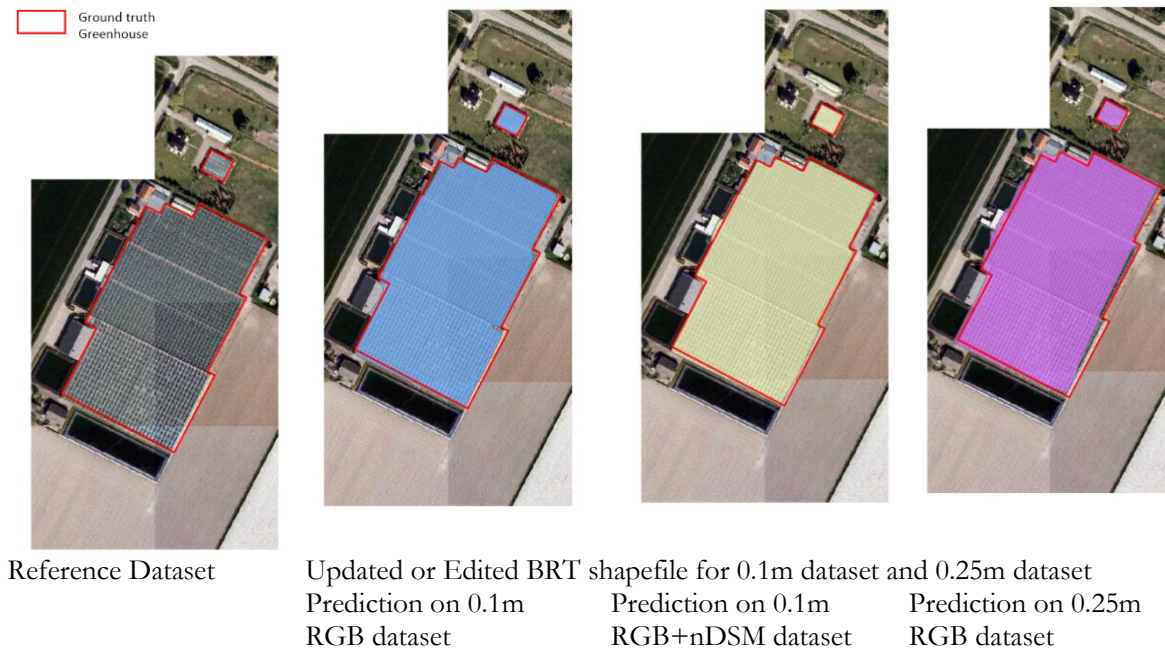 Ground truth
Greenhouse
Reference Dataset
Updated or Edited BRT shapefile for 0.1m dataset and 0.25m dataset
Prediction on 0.1m
RGB dataset
Prediction on 0.1m
RGB+nDSM dataset
Prediction on 0.25m
RGB dataset